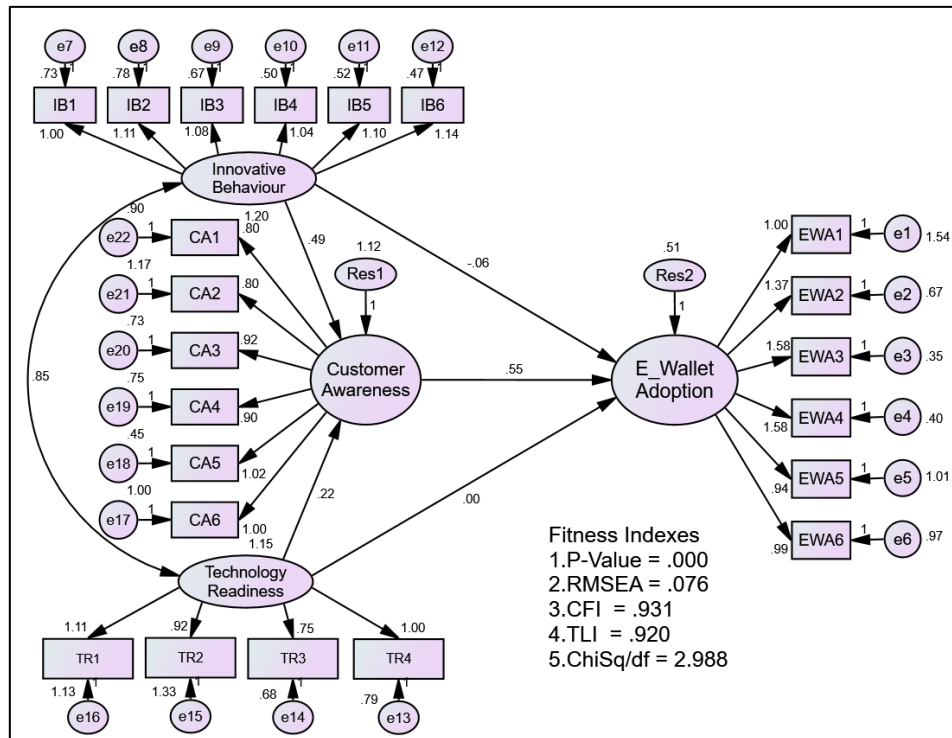 e7 e8 e9 e10 e11 e12
.73 1 .78 1 .67 1 .50 1 .52 1 .47 1
IB1 IB2 IB3 IB4 IB5 IB6
1.00 1.11 1.08 1.04 1.10 1.14
Innovative
Behaviour
.90 1.20
e22 1 CA1 .80
.49
1.12
Res1
1
-.06
.51
Res2
1
1.17
e21 1 CA2 .80
.73
e20 1 CA3 .92
.75
e19 1 CA4 .90
.45
e18 1 CA5 1.02
1.00
e17 1 CA6 1.00
.85
Customer
Awareness
.55
E_Wallet
Adoption
.22
.00
1.00 EWA1 1 e1 1.54
1.37 EWA2 1 e2 .67
1.58 EWA3 1 e3 .35
1.58 EWA4 1 e4 .40
.94 EWA5 1 e5 1.01
.99 EWA6 1 e6 .97
1.15
Technology
Readiness
1.11 .92 .75 1.00
TR1 TR2 TR3 TR4
1.13 1 1.33 1 .68 1 .79 1
e16 e15 e14 e13
Fitness Indexes
1.P-Value = .000
2.RMSEA = .076
3.CFI = .931
4.TLI = .920
5.ChiSq/df = 2.988